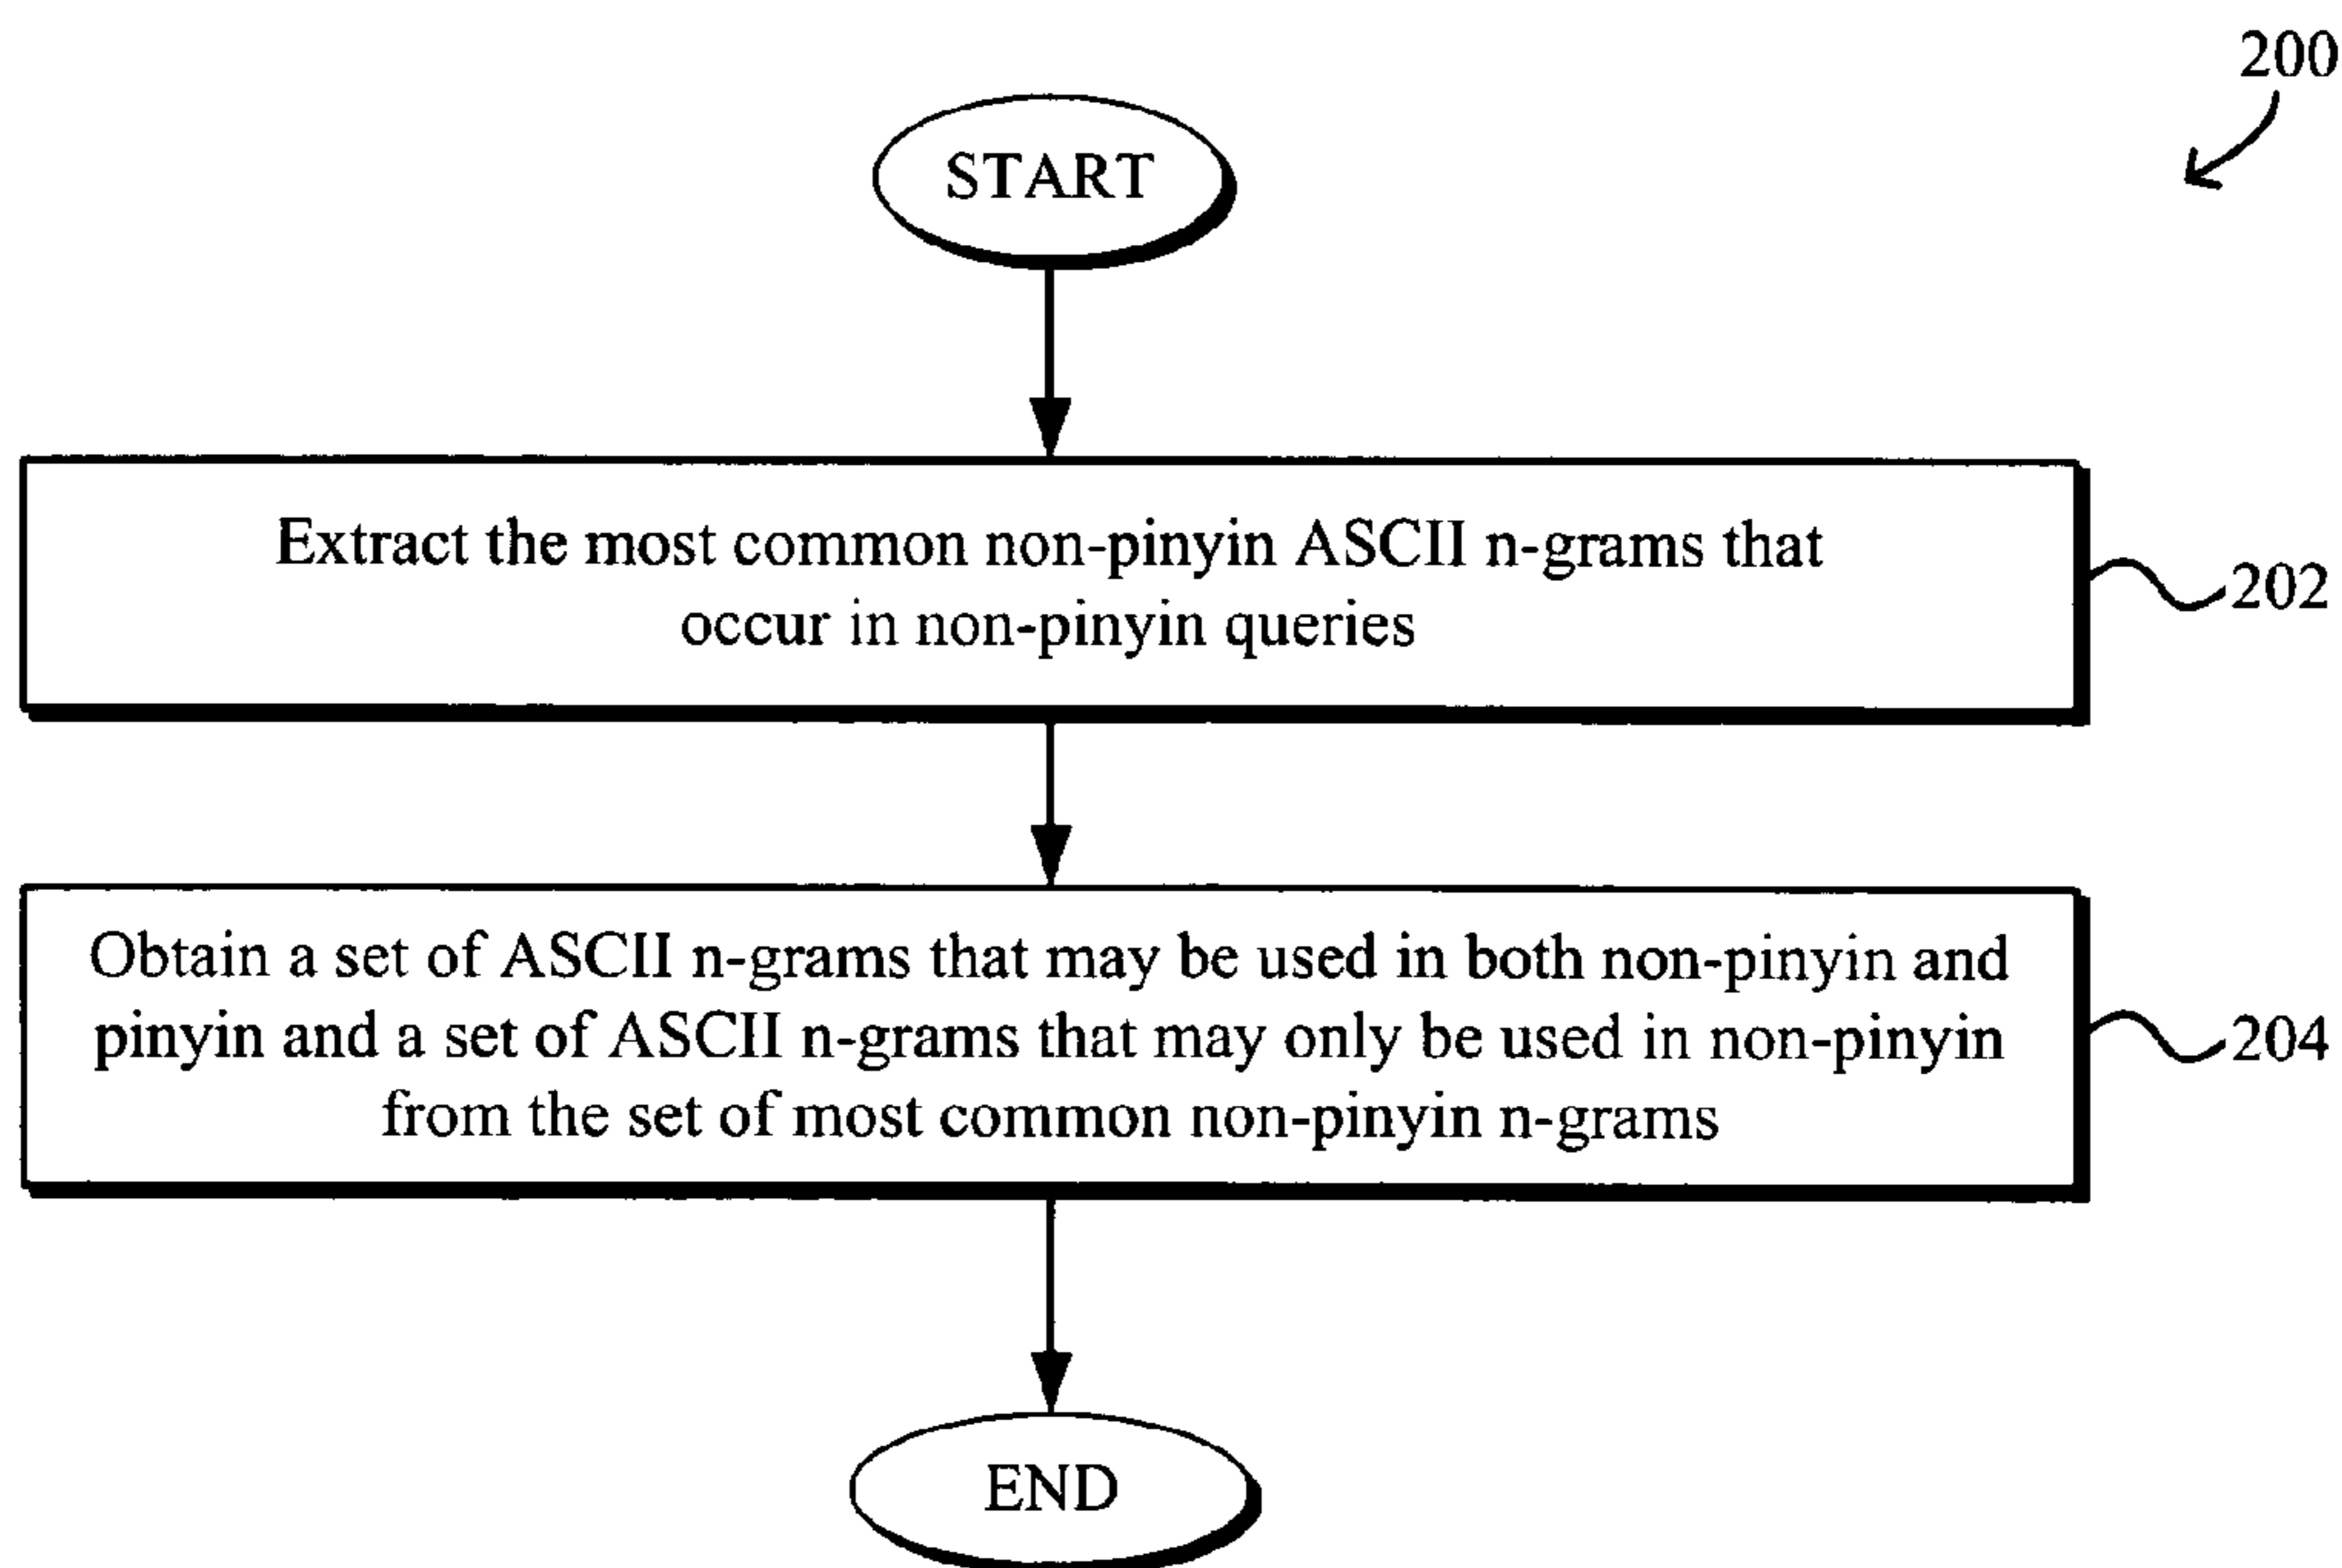 200
START
Extract the most common non-pinyin ASCII n-grams that
occur in non-pinyin queries
202
Obtain a set of ASCII n-grams that may be used in both non-pinyin and
pinyin and a set of ASCII n-grams that may only be used in non-pinyin
from the set of most common non-pinyin n-grams
204
END